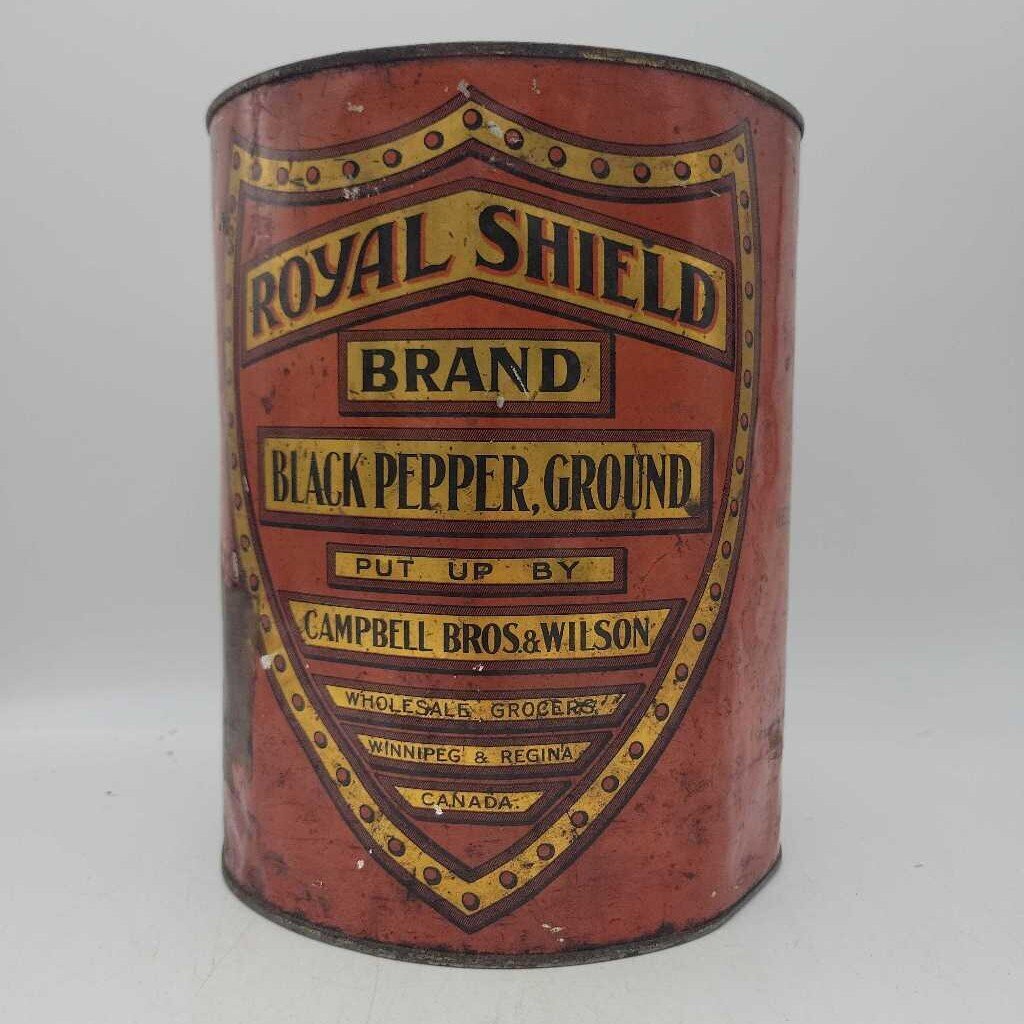 ROYAL SHIELD
BRAND
BLACK PEPPER, GROUND
PUT UP BY
CAMPBELL BROS. & WILSON
WHOLESALE GROCERS
WINNIPEG & REGINA
CANADA.